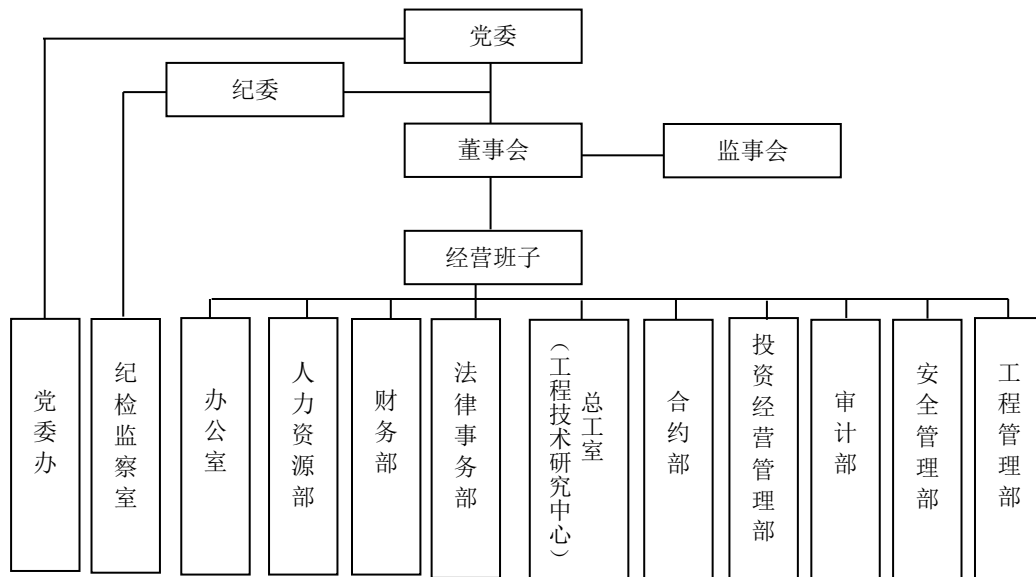 党委
纪委
董事会
监事会
经营班子
党委办
纪检监察室
办公室
人力资源部
财务部
法律事务部
总工室
（工程技术研究中心）
合约部
投资经营管理部
审计部
安全管理部
工程管理部